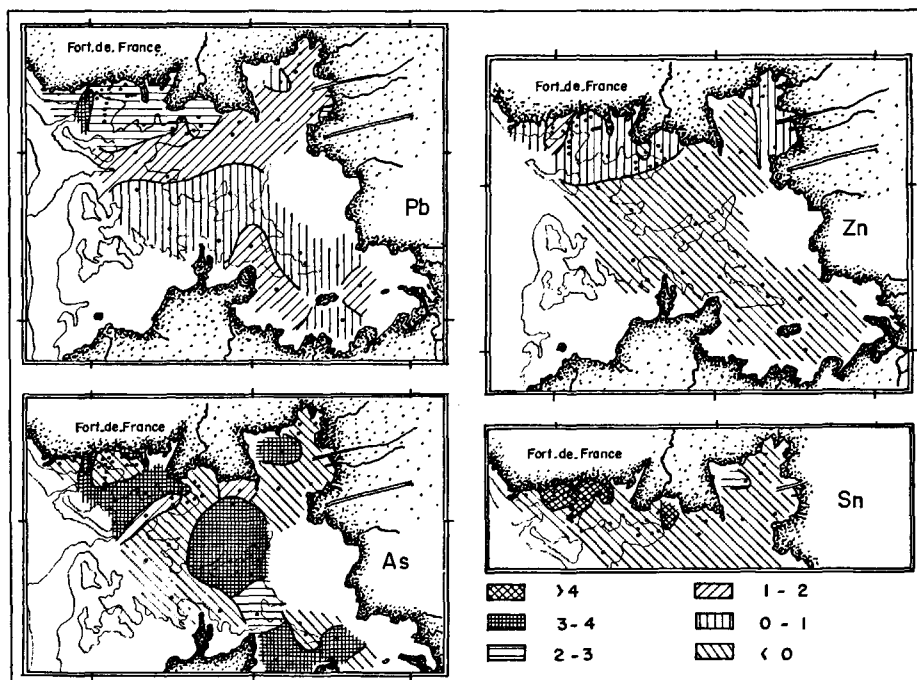 Fort.de.France
Pb
Fort.de.France
Zn
Fort.de.France
As
Fort.de.France
Sn
>4
3-4
2-3
1-2
0-1
<0